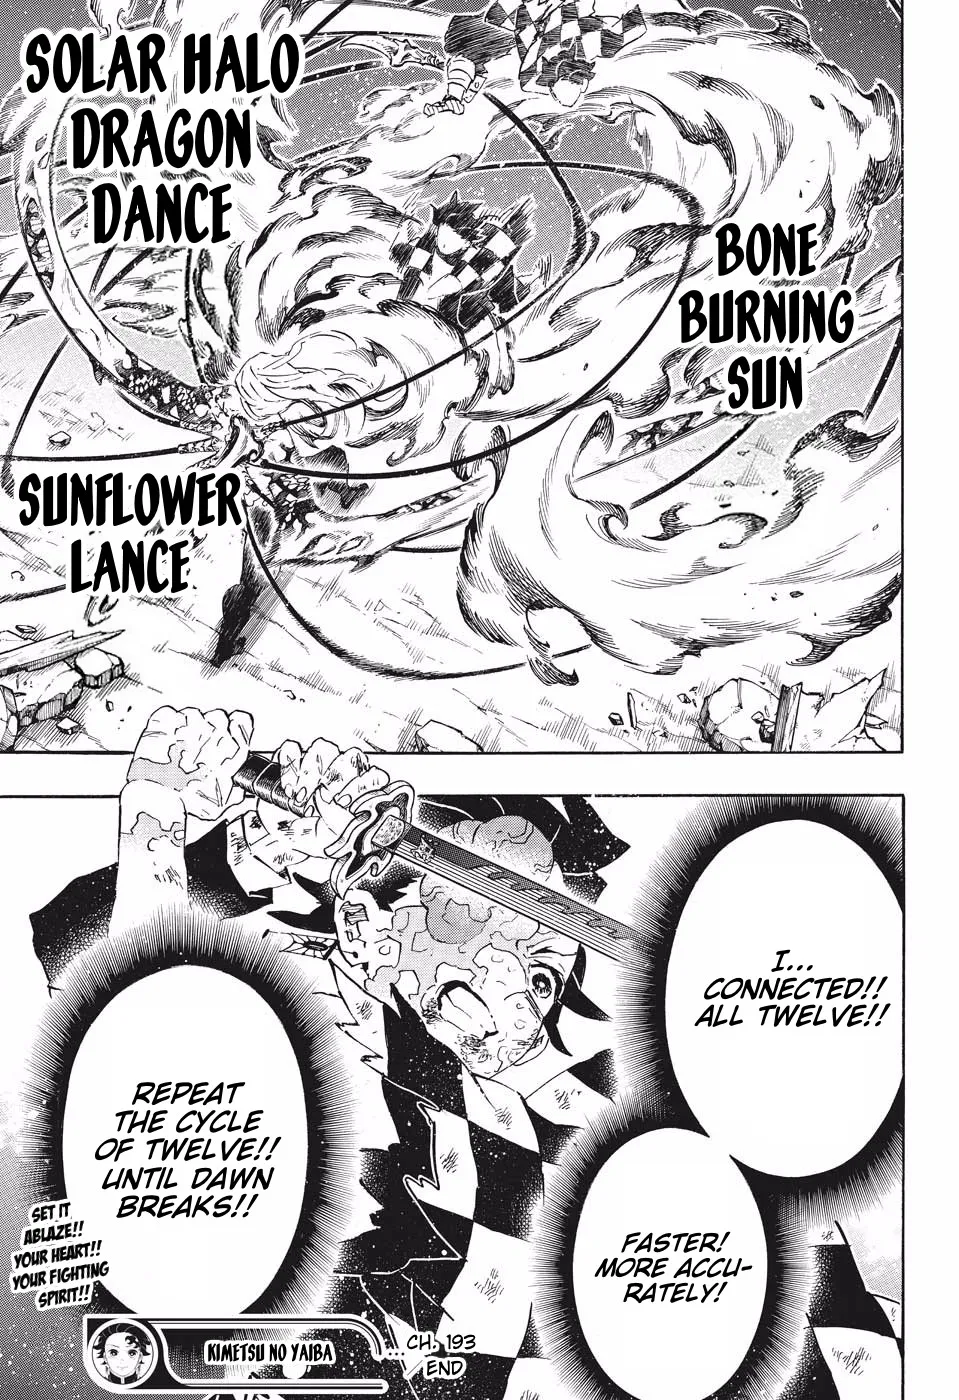 BONE
BURNING
SUN
SOLAR HALO
DRAGON
DANCE
SUNFLOWER
LANCE
I...
CONNECTED!!
ALL TWELVE!!
FASTER!
MORE ACCU-
RATELY!
REPEAT
THE CYCLE
OF TWELVE!!
UNTIL DAWN
BREAKS!!
SET IT
ABLAZE!!
YOUR HEART!!
YOUR FIGHTING
SPIRIT!!
KIMETSU NO YAIBA
....CH. 193
END